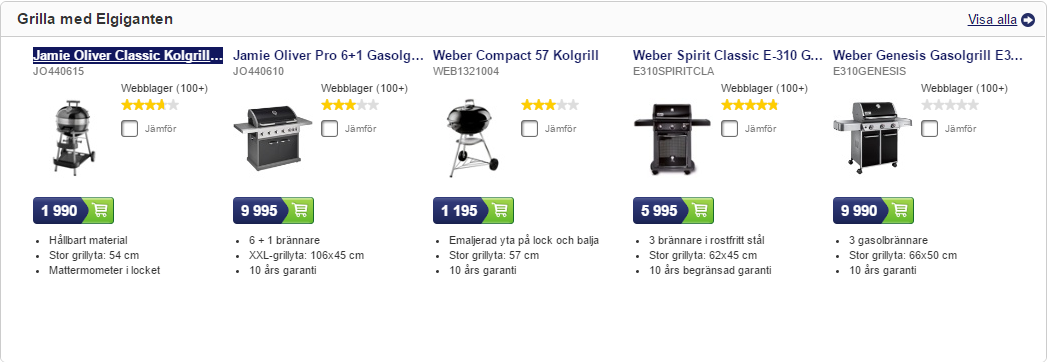 Grilla med Elgiganten
Visa alla
Jamie Oliver Classic Kolgrill...
JO440615
Webblager (100+)
Jämför
1 990
Hållbart material
Stor grillyta: 54 cm
Mattermometer i locket
Jamie Oliver Pro 6+1 Gasolg...
JO440610
Webblager (100+)
Jämför
9 995
6 + 1 brännare
XXL-grillyta: 106x45 cm
10 års garanti
Weber Compact 57 Kolgrill
WEB1321004
Jämför
1 195
Emaljerad yta på lock och balja
Stor grillyta: 57 cm
10 års garanti
Weber Spirit Classic E-310 G...
E310SPIRITCLA
Webblager (100+)
Jämför
5 995
3 brännare i rostfritt stål
Stor grillyta: 62x45 cm
10 års begränsad garanti
Weber Genesis Gasolgrill E3...
E310GENESIS
Webblager (100+)
Jämför
9 990
3 gasolbrännare
Stor grillyta: 66x50 cm
10 års garanti